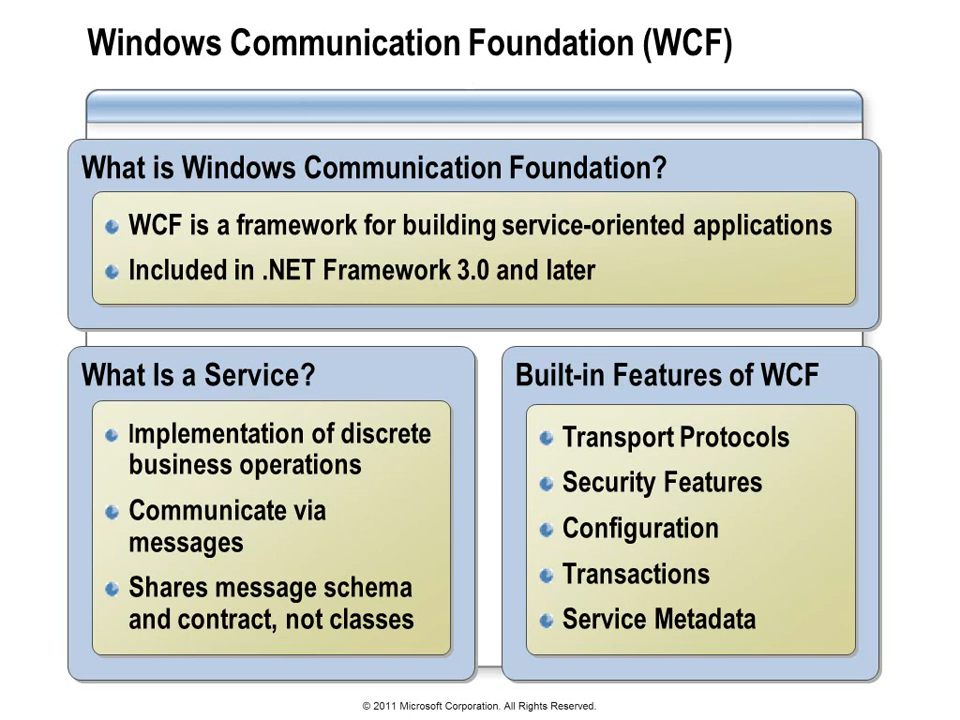 Windows Communication Foundation (WCF)
What is Windows Communication Foundation?
WCF is a framework for building service-oriented applications
Included in .NET Framework 3.0 and later
What Is a Service?
Implementation of discrete
business operations
Communicate via
messages
Shares message schema
and contract, not classes
Built-in Features of WCF
Transport Protocols
Security Features
Configuration
Transactions
Service Metadata
© 2011 Microsoft Corporation. All Rights Reserved.